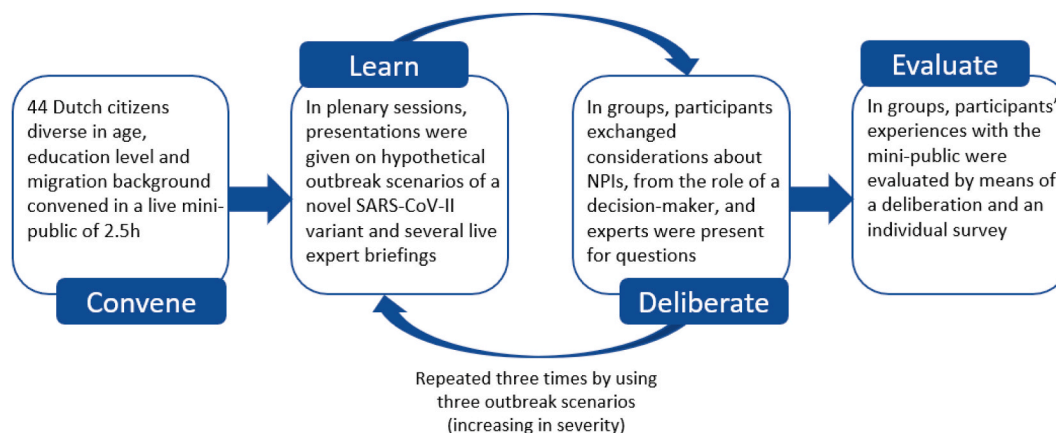 Convene
44 Dutch citizens
diverse in age,
education level and
migration background
convened in a live mini-
public of 2.5h
Learn
In plenary sessions,
presentations were
given on hypothetical
outbreak scenarios of a
novel SARS-CoV-II
variant and several live
expert briefings
Deliberate
In groups, participants
exchanged
considerations about
NPIs, from the role of a
decision-maker, and
experts were present
for questions
Repeated three times by using
three outbreak scenarios
(increasing in severity)
Evaluate
In groups, participants'
experiences with the
mini-public were
evaluated by means of
a deliberation and an
individual survey